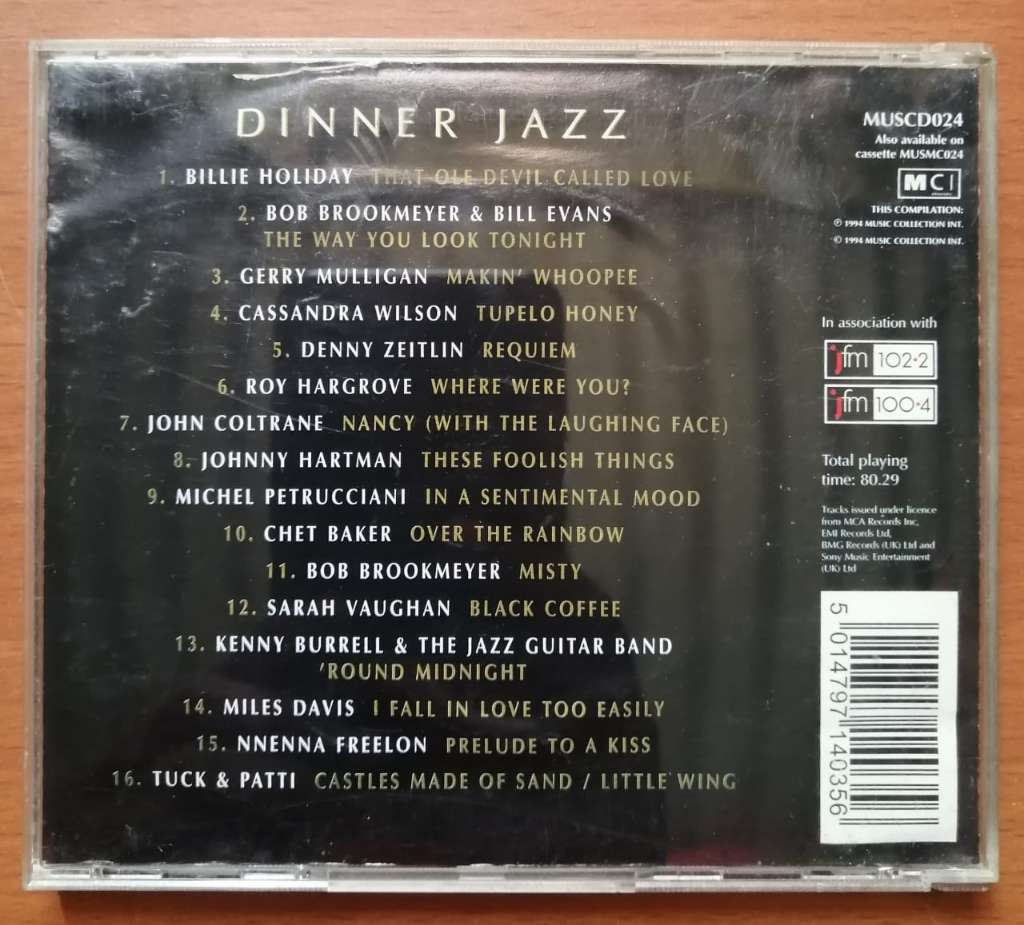 DINNER JAZZ
1. BILLIE HOLIDAY THAT OLE DEVIL CALLED LOVE
2. BOB BROOKMEYER & BILL EVANS
THE WAY YOU LOOK TONIGHT
3. GERRY MULLIGAN MAKIN' WHOOPEE
4. CASSANDRA WILSON TUPELO HONEY
5. DENNY ZEITLIN REQUIEM
6. ROY HARGROVE WHERE WERE YOU?
7. JOHN COLTRANE NANCY (WITH THE LAUGHING FACE)
8. JOHNNY HARTMAN THESE FOOLISH THINGS
9. MICHEL PETRUCCIANI IN A SENTIMENTAL MOOD
10. CHET BAKER OVER THE RAINBOW
11. BOB BROOKMEYER MISTY
12. SARAH VAUGHAN BLACK COFFEE
13. KENNY BURRELL & THE JAZZ GUITAR BAND
'ROUND MIDNIGHT
14. MILES DAVIS I FALL IN LOVE TOO EASILY
15. NNENNA FREELON PRELUDE TO A KISS
16. TUCK & PATTI CASTLES MADE OF SAND / LITTLE WING
MUSCD024
Also available on
cassette MUSMC024
MCI
THIS COMPILATION:
℗ 1994 MUSIC COLLECTION INT.
© 1994 MUSIC COLLECTION INT.
In association with
jfm 102·2
jfm 100·4
Total playing
time: 80.29
Tracks issued under licence
from MCA Records Inc,
EMI Records Ltd,
BMG Records (UK) Ltd and
Sony Music Entertainment
(UK) Ltd
5 014797 140356